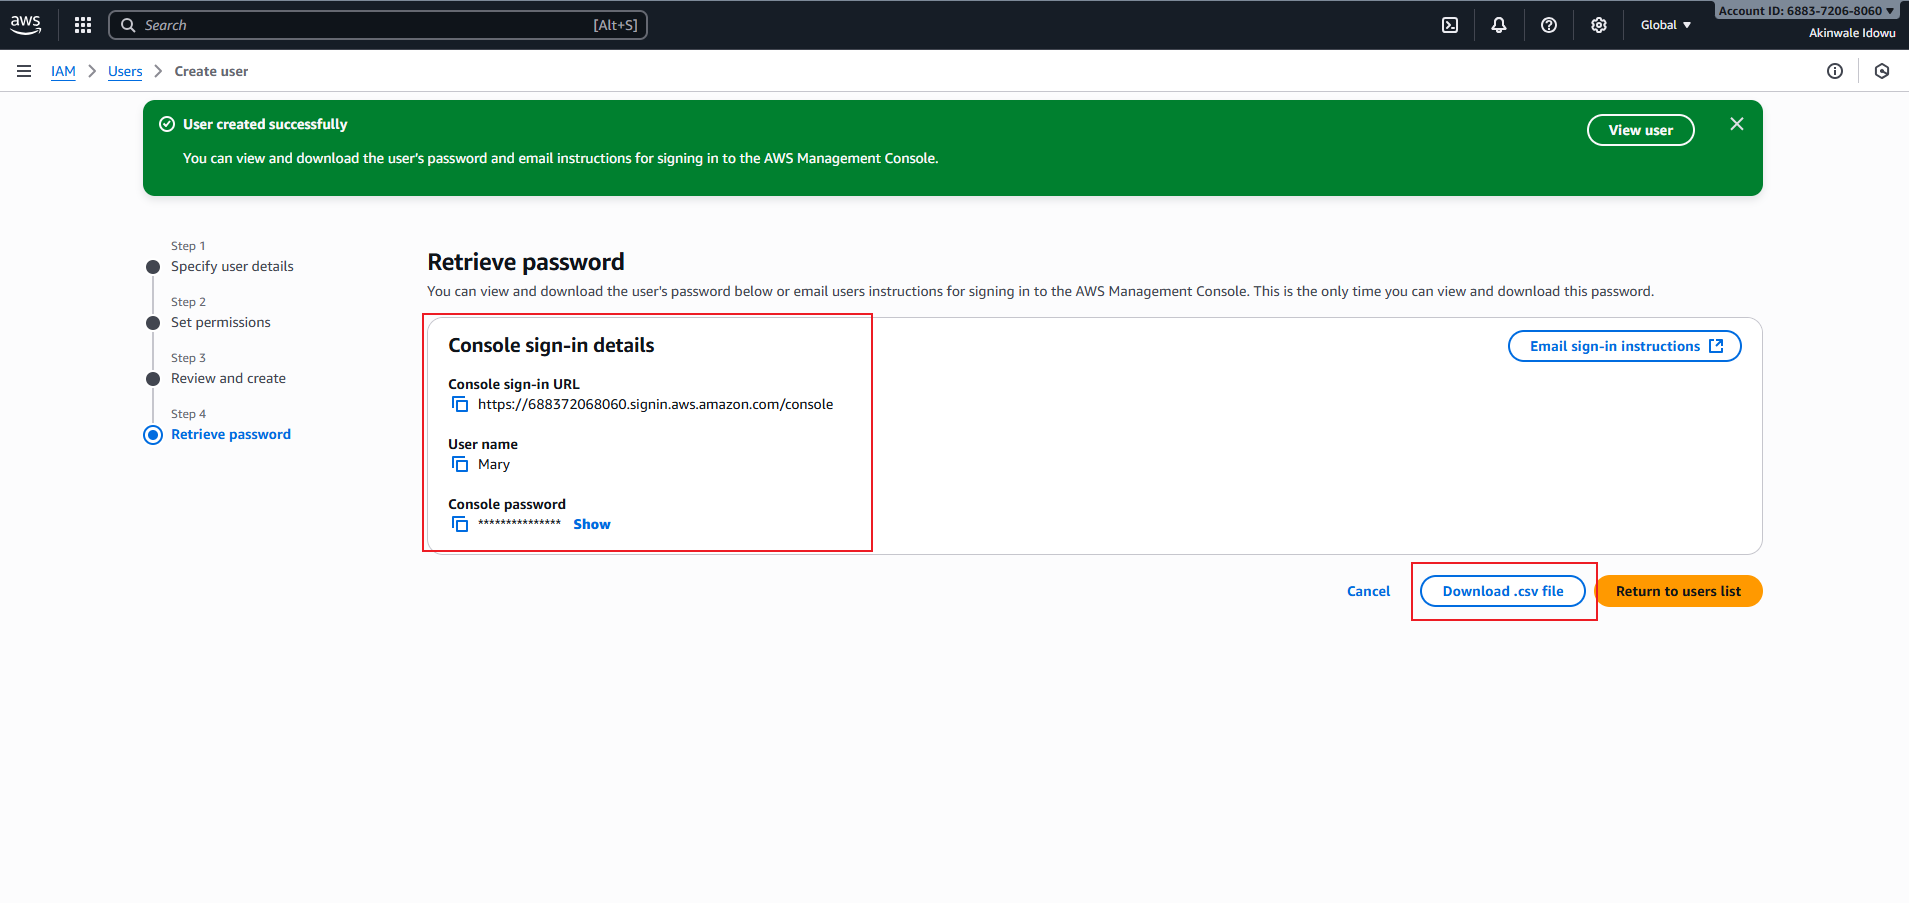 aws
Search
[Alt+S]
Global
Account ID: 6883-7206-8060
Akinwale Idowu
IAM
Users
Create user
User created successfully
You can view and download the user's password and email instructions for signing in to the AWS Management Console.
View user
Step 1
Specify user details
Step 2
Set permissions
Step 3
Review and create
Step 4
Retrieve password
Retrieve password
You can view and download the user's password below or email users instructions for signing in to the AWS Management Console. This is the only time you can view and download this password.
Console sign-in details
Email sign-in instructions
Console sign-in URL
https://688372068060.signin.aws.amazon.com/console
User name
Mary
Console password
*************** Show
Cancel
Download .csv file
Return to users list